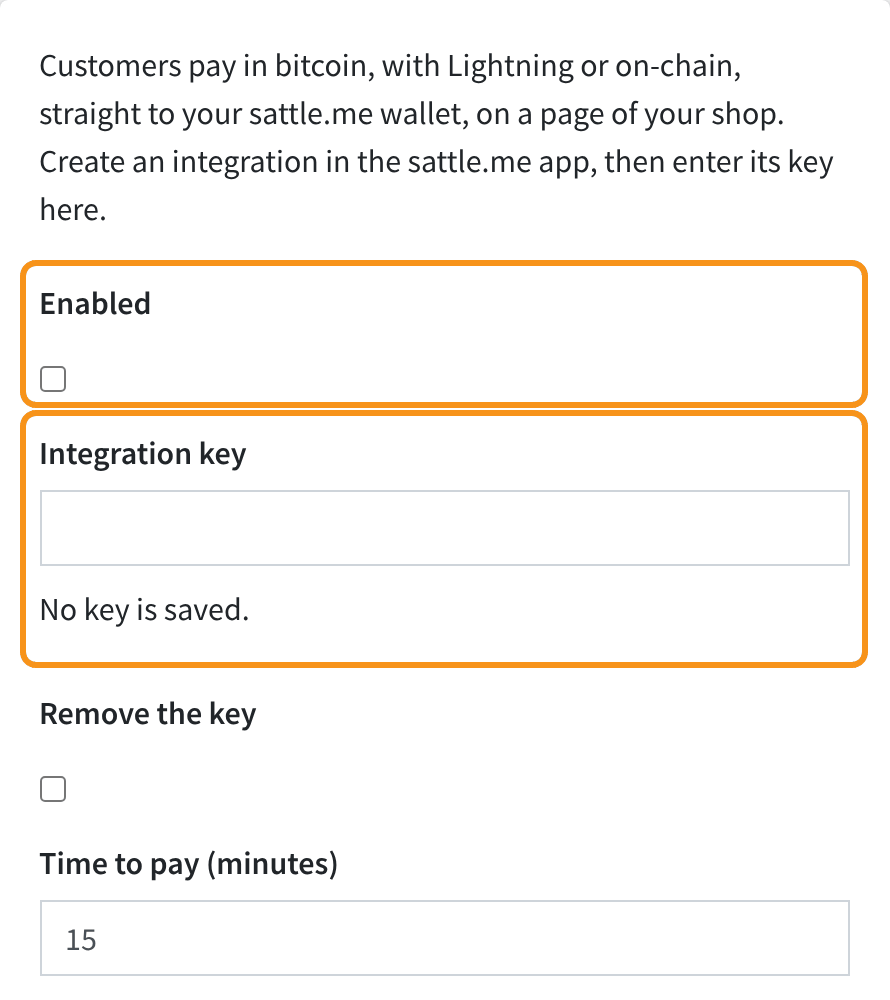 Customers pay in bitcoin, with Lightning or on-chain,
straight to your sattle.me wallet, on a page of your shop.
Create an integration in the sattle.me app, then enter its key
here.
Enabled
Integration key
No key is saved.
Remove the key
Time to pay (minutes)
15